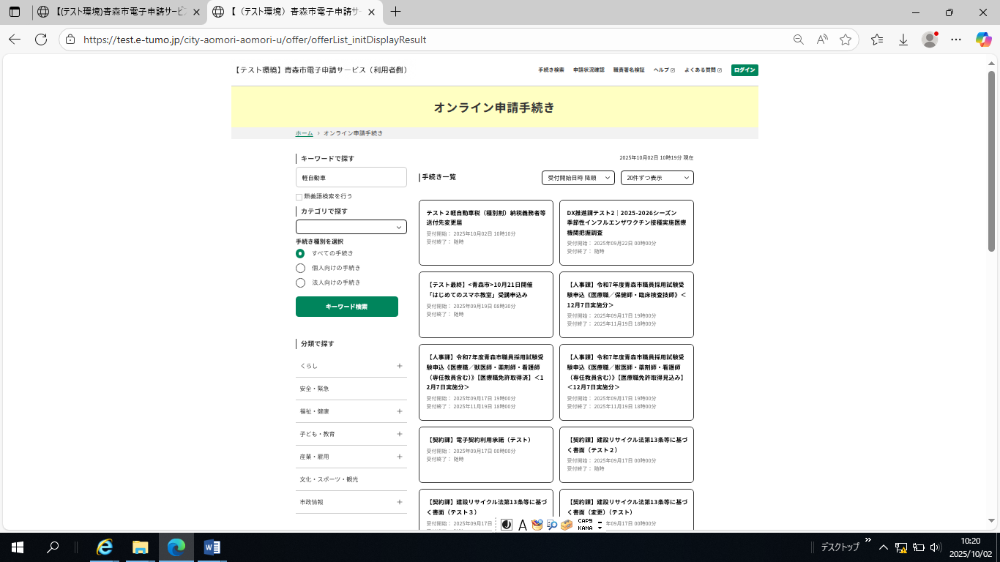 【(テスト環境)青森市電子申請サービス
【（テスト環境）青森市電子申請サー
https://test.e-tumo.jp/city-aomori-aomori-u/offer/offerList_initDisplayResult
【テスト環境】青森市電子申請サービス（利用者側）
手続き検索 申請状況確認 職責署名検証 ヘルプ よくある質問 ログイン
オンライン申請手続き
ホーム > オンライン申請手続き
2025年10月02日 10時19分 現在
キーワードで探す
軽自動車
類義語検索を行う
カテゴリで探す
手続き種別を選択
すべての手続き
個人向けの手続き
法人向けの手続き
キーワード検索
分類で探す
くらし
安全・緊急
福祉・健康
子ども・教育
産業・雇用
文化・スポーツ・観光
市政情報
手続き一覧
受付開始日時 降順
20件ずつ表示
テスト２軽自動車税（種別割）納税義務者等
送付先変更届
受付開始： 2025年10月02日 10時10分
受付終了： 随時
DX推進課テスト2｜2025-2026シーズン
季節性インフルエンザワクチン接種実施医療
機関把握調査
受付開始： 2025年09月22日 00時00分
受付終了： 随時
【テスト最終】<青森市>10月21日開催
「はじめてのスマホ教室」受講申込み
受付開始： 2025年09月19日 08時30分
受付終了： 随時
【人事課】令和7年度青森市職員採用試験受
験申込《医療職／保健師・臨床検査技師》＜
12月7日実施分＞
受付開始： 2025年09月17日 19時00分
受付終了： 2025年11月19日 18時00分
【人事課】令和7年度青森市職員採用試験受
験申込《医療職／獣医師・薬剤師・看護師
（専任教員含む）》【医療職免許取得済】＜1
2月7日実施分＞
受付開始： 2025年09月17日 19時00分
受付終了： 2025年11月19日 18時00分
【人事課】令和7年度青森市職員採用試験受
験申込《医療職／獣医師・薬剤師・看護師
（専任教員含む）》【医療職免許取得見込み】
＜12月7日実施分＞
受付開始： 2025年09月17日 19時00分
受付終了： 2025年11月19日 18時00分
【契約課】電子契約利用承諾（テスト）
受付開始： 2025年09月17日 00時00分
受付終了： 随時
【契約課】建設リサイクル法第13条等に基づ
く書面（テスト２）
受付開始： 2025年09月17日 00時00分
受付終了： 随時
【契約課】建設リサイクル法第13条等に基づ
く書面（テスト３）
受付開始： 2025年09月17日
【契約課】建設リサイクル法第13条等に基づ
く書面（変更）（テスト）
年09月17日 00時00分
A
CAPS
KANA
デスクトップ
10:20
2025/10/02